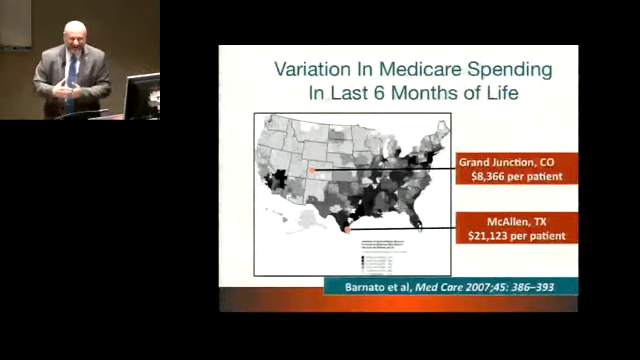 Variation In Medicare Spending
In Last 6 Months of Life
Grand Junction, CO
$8,366 per patient
McAllen, TX
$21,123 per patient
Barnato et al, Med Care 2007;45: 386–393